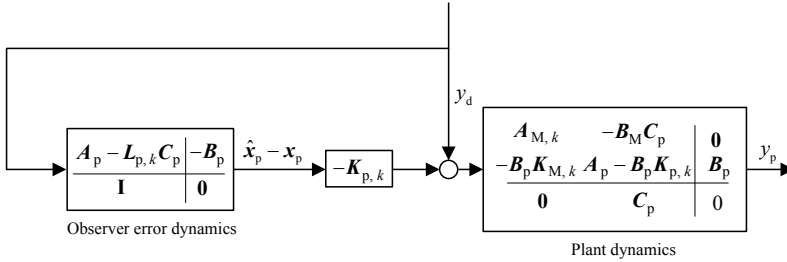 y_d
A_{M, k} −B_M C_p 0
−B_p K_{M, k} A_p − B_p K_{p, k} B_p
0 C_p 0
y_p
A_p − L_{p, k} C_p −B_p
I 0
x̂_p − x_p
−K_{p, k}
Observer error dynamics
Plant dynamics